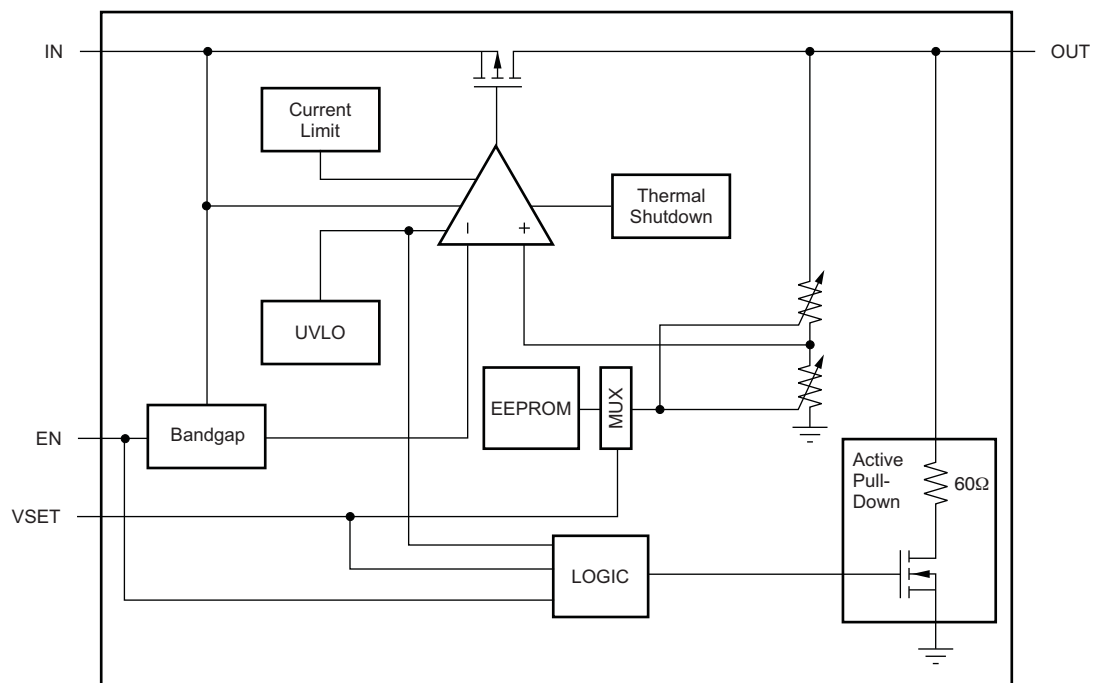 IN
OUT
Current
Limit
Thermal
Shutdown
− +
UVLO
EEPROM
MUX
EN
Bandgap
Active
Pull-
Down
60Ω
VSET
LOGIC